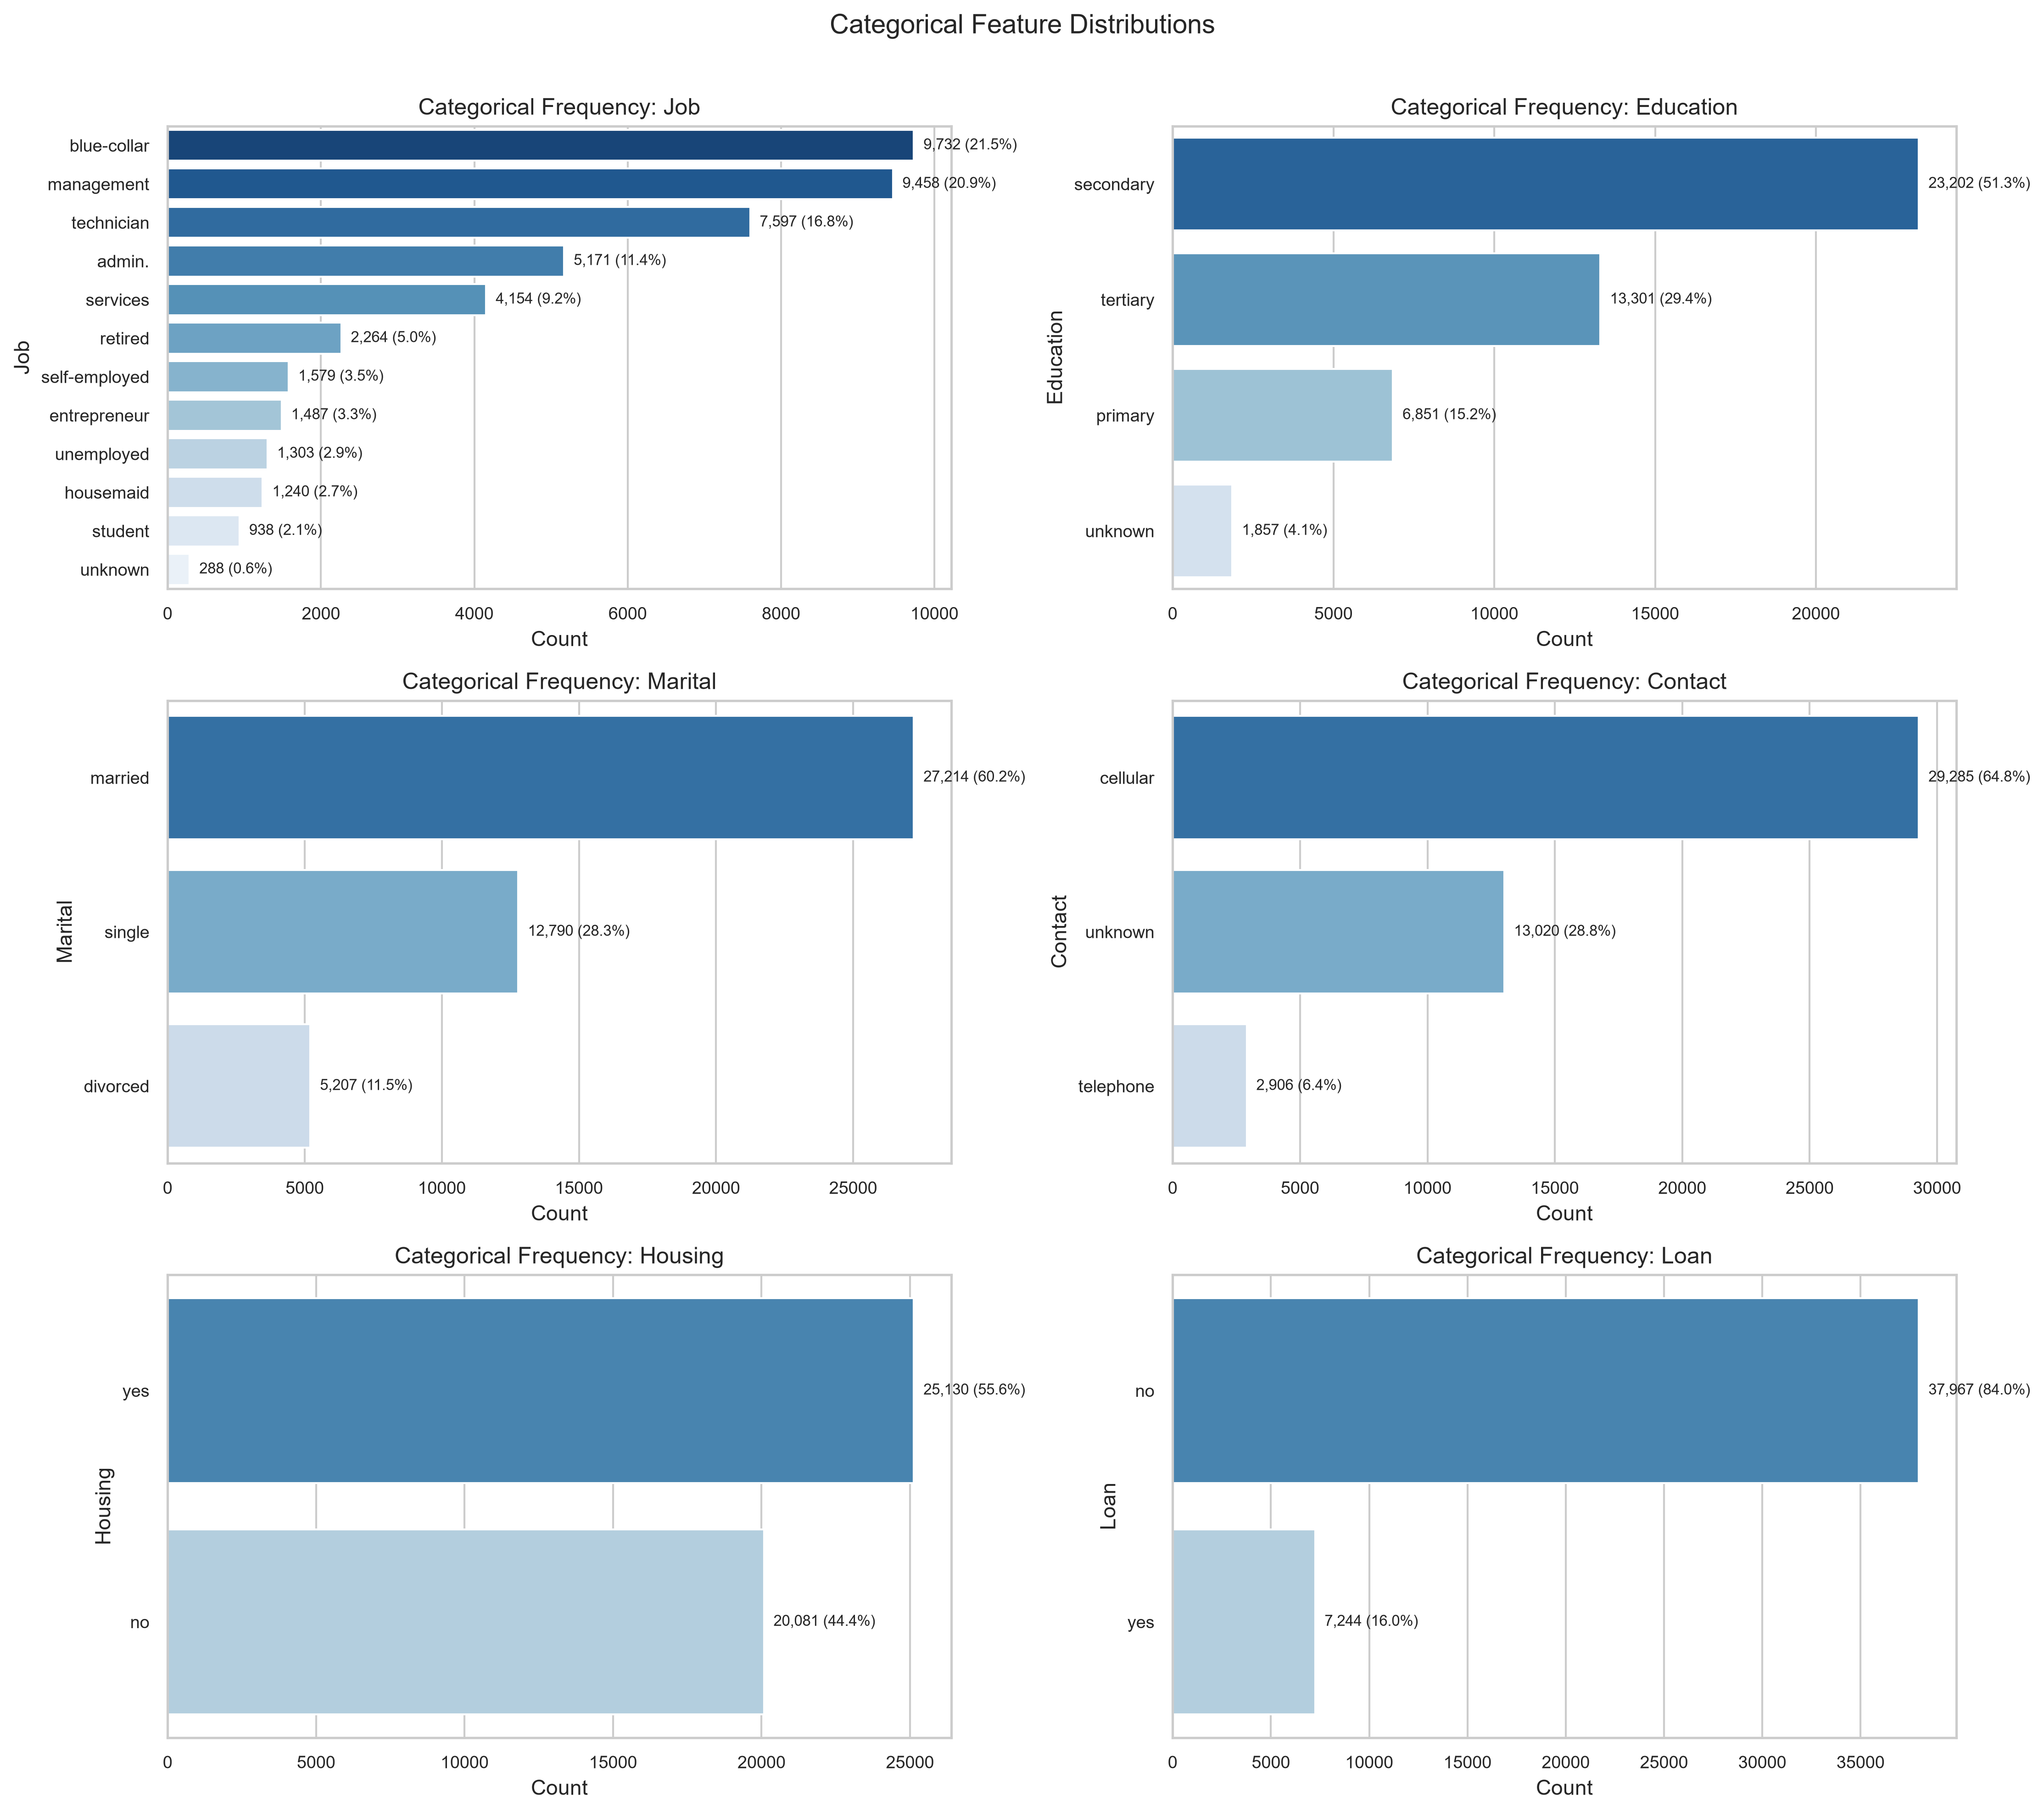 Categorical Feature Distributions
Categorical Frequency: Job
Job
blue-collar 9,732 (21.5%)
management 9,458 (20.9%)
technician 7,597 (16.8%)
admin. 5,171 (11.4%)
services 4,154 (9.2%)
retired 2,264 (5.0%)
self-employed 1,579 (3.5%)
entrepreneur 1,487 (3.3%)
unemployed 1,303 (2.9%)
housemaid 1,240 (2.7%)
student 938 (2.1%)
unknown 288 (0.6%)
0 2000 4000 6000 8000 10000
Count
Categorical Frequency: Education
Education
secondary 23,202 (51.3%)
tertiary 13,301 (29.4%)
primary 6,851 (15.2%)
unknown 1,857 (4.1%)
0 5000 10000 15000 20000
Count
Categorical Frequency: Marital
Marital
married 27,214 (60.2%)
single 12,790 (28.3%)
divorced 5,207 (11.5%)
0 5000 10000 15000 20000 25000
Count
Categorical Frequency: Contact
Contact
cellular 29,285 (64.8%)
unknown 13,020 (28.8%)
telephone 2,906 (6.4%)
0 5000 10000 15000 20000 25000 30000
Count
Categorical Frequency: Housing
Housing
yes 25,130 (55.6%)
no 20,081 (44.4%)
0 5000 10000 15000 20000 25000
Count
Categorical Frequency: Loan
Loan
no 37,967 (84.0%)
yes 7,244 (16.0%)
0 5000 10000 15000 20000 25000 30000 35000
Count